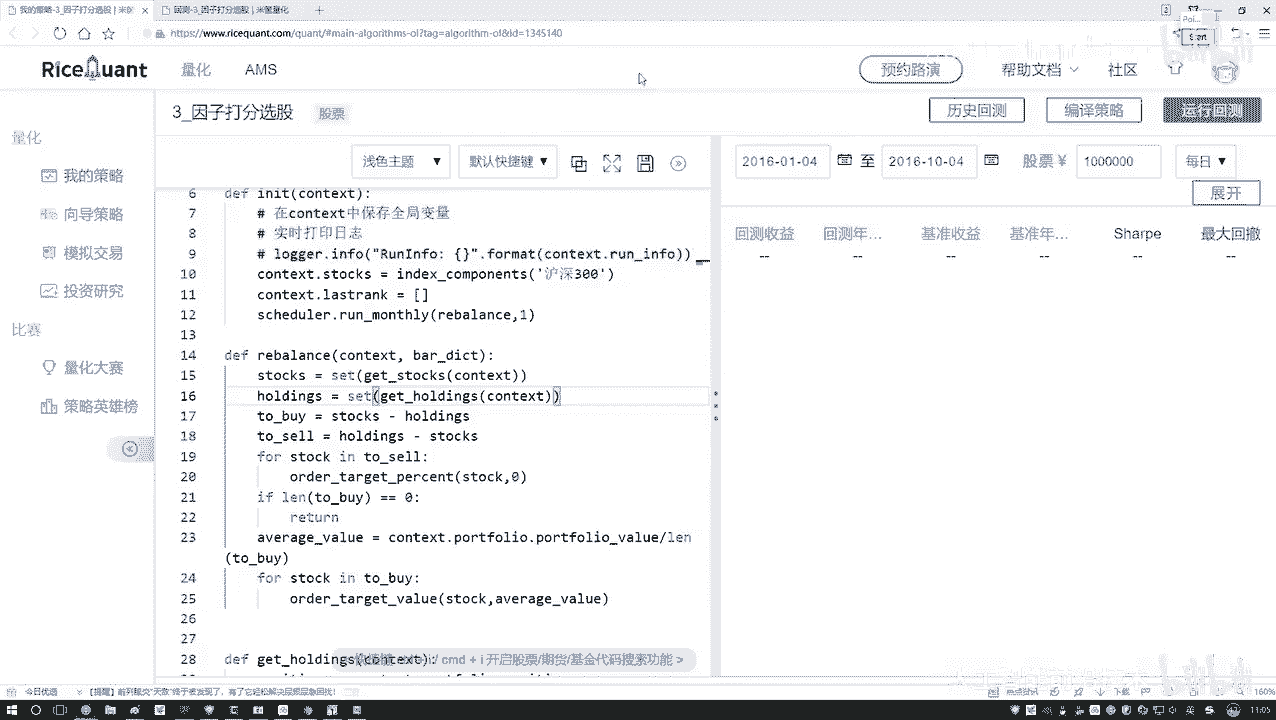 我的策略-3_因子打分选股 | 米筐
回测-3_因子打分选股 | 米筐量化
https://www.ricequant.com/quant/#main-algorithms-ol?tag=algorithm-ol&id=1345140
Start
RiceQuant 量化 AMS 预约路演 帮助文档 社区
3_因子打分选股 股票 历史回测 编译策略 运行回测
量化
我的策略
向导策略
模拟交易
投资研究
比赛
量化大赛
策略英雄榜
浅色主题 默认快捷键
6 def init(context):
7 # 在context中保存全局变量
8 # 实时打印日志
9 # logger.info("RunInfo: {}".format(context.run_info))
10 context.stocks = index_components('沪深300')
11 context.lastrank = []
12 scheduler.run_monthly(rebalance,1)
13
14 def rebalance(context, bar_dict):
15 stocks = set(get_stocks(context))
16 holdings = set(get_holdings(context))
17 to_buy = stocks - holdings
18 to_sell = holdings - stocks
19 for stock in to_sell:
20 order_target_percent(stock,0)
21 if len(to_buy) == 0:
22 return
23 average_value = context.portfolio.portfolio_value/len
(to_buy)
24 for stock in to_buy:
25 order_target_value(stock,average_value)
26
27
28 def get_holdings(context):
/ cmd + i 开启股票/期货/基金代码搜索功能 >
2016-01-04 至 2016-10-04 股票 ¥ 1000000 每日
展开
回测收益 回测年... 基准收益 基准年... Sharpe 最大回撤
-- -- -- -- -- --
今日优选
下载
160%
11:05